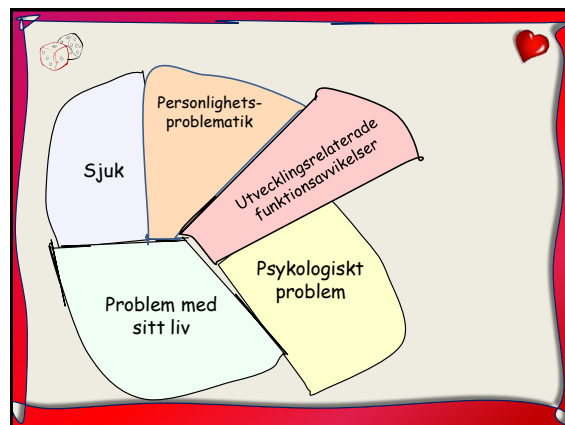 Personlighets-
problematik
Sjuk
Utvecklingsrelaterade
funktionsavvikelser
Psykologiskt
problem
Problem med
sitt liv